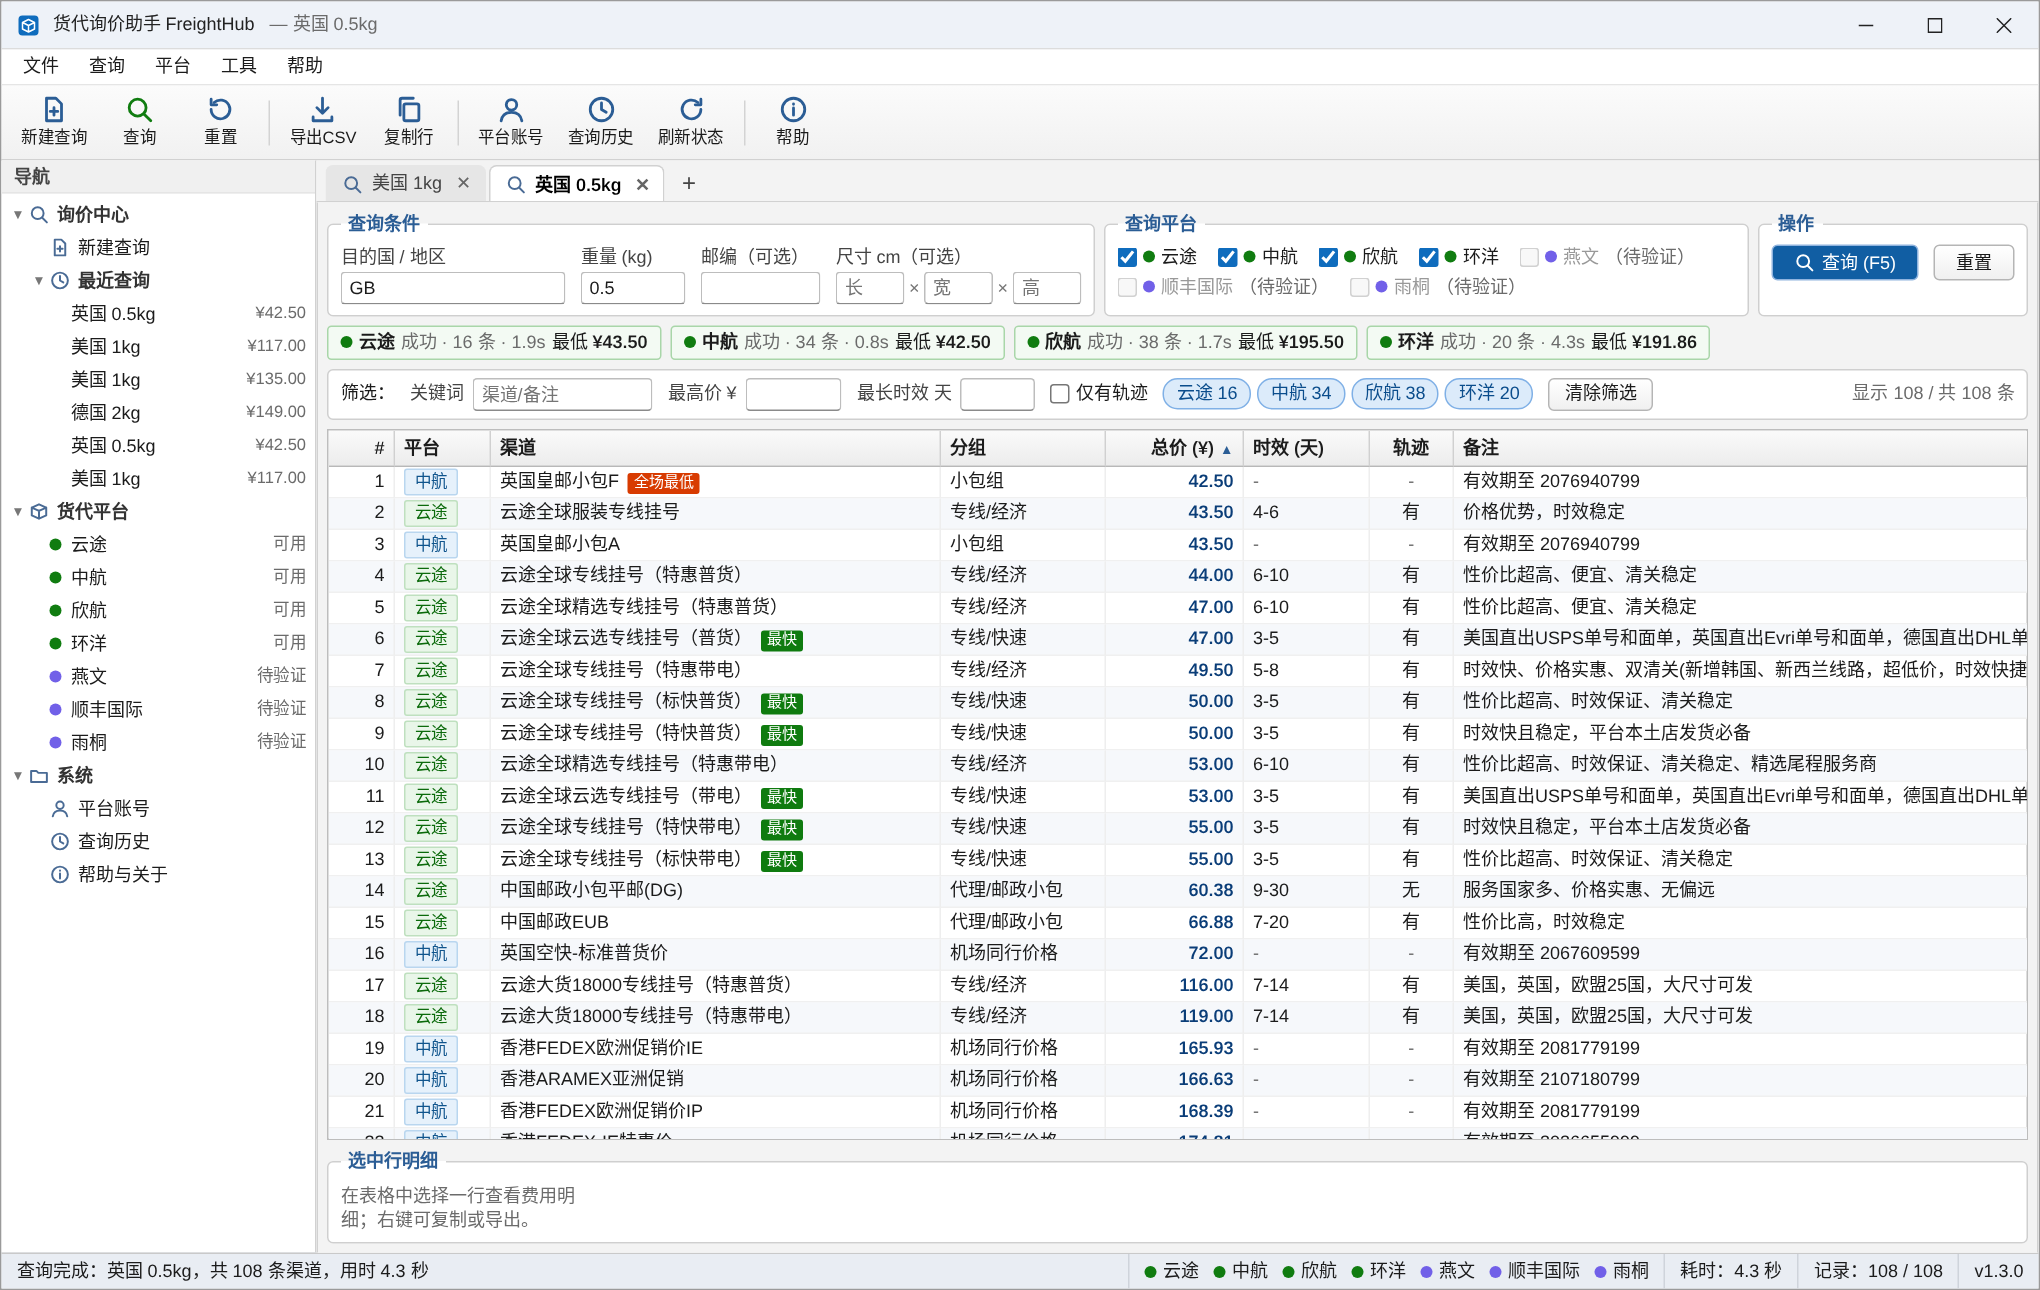 货代询价助手 FreightHub — 英国 0.5kg
文件 查询 平台 工具 帮助
新建查询 查询 重置 导出CSV 复制行 平台账号 查询历史 刷新状态 帮助
导航
询价中心
新建查询
最近查询
英国 0.5kg ¥42.50
美国 1kg ¥117.00
美国 1kg ¥135.00
德国 2kg ¥149.00
英国 0.5kg ¥42.50
美国 1kg ¥117.00
货代平台
云途 可用
中航 可用
欣航 可用
环洋 可用
燕文 待验证
顺丰国际 待验证
雨桐 待验证
系统
平台账号
查询历史
帮助与关于
美国 1kg ✕ 英国 0.5kg ✕ +
查询条件
目的国 / 地区 重量 (kg) 邮编（可选） 尺寸 cm（可选）
GB 0.5 长 × 宽 × 高
查询平台
云途 中航 欣航 环洋 燕文 （待验证）
顺丰国际 （待验证） 雨桐 （待验证）
操作
查询 (F5) 重置
云途 成功 · 16 条 · 1.9s 最低 ¥43.50
中航 成功 · 34 条 · 0.8s 最低 ¥42.50
欣航 成功 · 38 条 · 1.7s 最低 ¥195.50
环洋 成功 · 20 条 · 4.3s 最低 ¥191.86
筛选： 关键词 渠道/备注 最高价 ¥ 最长时效 天 仅有轨迹 云途 16 中航 34 欣航 38 环洋 20 清除筛选 显示 108 / 共 108 条
# 平台 渠道 分组 总价 (¥) ▲ 时效 (天) 轨迹 备注
1 中航 英国皇邮小包F 全场最低 小包组 42.50 - - 有效期至 2076940799
2 云途 云途全球服装专线挂号 专线/经济 43.50 4-6 有 价格优势，时效稳定
3 中航 英国皇邮小包A 小包组 43.50 - - 有效期至 2076940799
4 云途 云途全球专线挂号（特惠普货） 专线/经济 44.00 6-10 有 性价比超高、便宜、清关稳定
5 云途 云途全球精选专线挂号（特惠普货） 专线/经济 47.00 6-10 有 性价比超高、便宜、清关稳定
6 云途 云途全球云选专线挂号（普货） 最快 专线/快速 47.00 3-5 有 美国直出USPS单号和面单，英国直出Evri单号和面单，德国直出DHL单
7 云途 云途全球专线挂号（特惠带电） 专线/经济 49.50 5-8 有 时效快、价格实惠、双清关(新增韩国、新西兰线路，超低价，时效快捷
8 云途 云途全球专线挂号（标快普货） 最快 专线/快速 50.00 3-5 有 性价比超高、时效保证、清关稳定
9 云途 云途全球专线挂号（特快普货） 最快 专线/快速 50.00 3-5 有 时效快且稳定，平台本土店发货必备
10 云途 云途全球精选专线挂号（特惠带电） 专线/经济 53.00 6-10 有 性价比超高、时效保证、清关稳定、精选尾程服务商
11 云途 云途全球云选专线挂号（带电） 最快 专线/快速 53.00 3-5 有 美国直出USPS单号和面单，英国直出Evri单号和面单，德国直出DHL单
12 云途 云途全球专线挂号（特快带电） 最快 专线/快速 55.00 3-5 有 时效快且稳定，平台本土店发货必备
13 云途 云途全球专线挂号（标快带电） 最快 专线/快速 55.00 3-5 有 性价比超高、时效保证、清关稳定
14 云途 中国邮政小包平邮(DG) 代理/邮政小包 60.38 9-30 无 服务国家多、价格实惠、无偏远
15 云途 中国邮政EUB 代理/邮政小包 66.88 7-20 有 性价比高，时效稳定
16 中航 英国空快-标准普货价 机场同行价格 72.00 - - 有效期至 2067609599
17 云途 云途大货18000专线挂号（特惠普货） 专线/经济 116.00 7-14 有 美国，英国，欧盟25国，大尺寸可发
18 云途 云途大货18000专线挂号（特惠带电） 专线/经济 119.00 7-14 有 美国，英国，欧盟25国，大尺寸可发
19 中航 香港FEDEX欧洲促销价IE 机场同行价格 165.93 - - 有效期至 2081779199
20 中航 香港ARAMEX亚洲促销 机场同行价格 166.63 - - 有效期至 2107180799
21 中航 香港FEDEX欧洲促销价IP 机场同行价格 168.39 - - 有效期至 2081779199
选中行明细
在表格中选择一行查看费用明
细；右键可复制或导出。
查询完成：英国 0.5kg，共 108 条渠道，用时 4.3 秒 云途 中航 欣航 环洋 燕文 顺丰国际 雨桐 耗时：4.3 秒 记录：108 / 108 v1.3.0